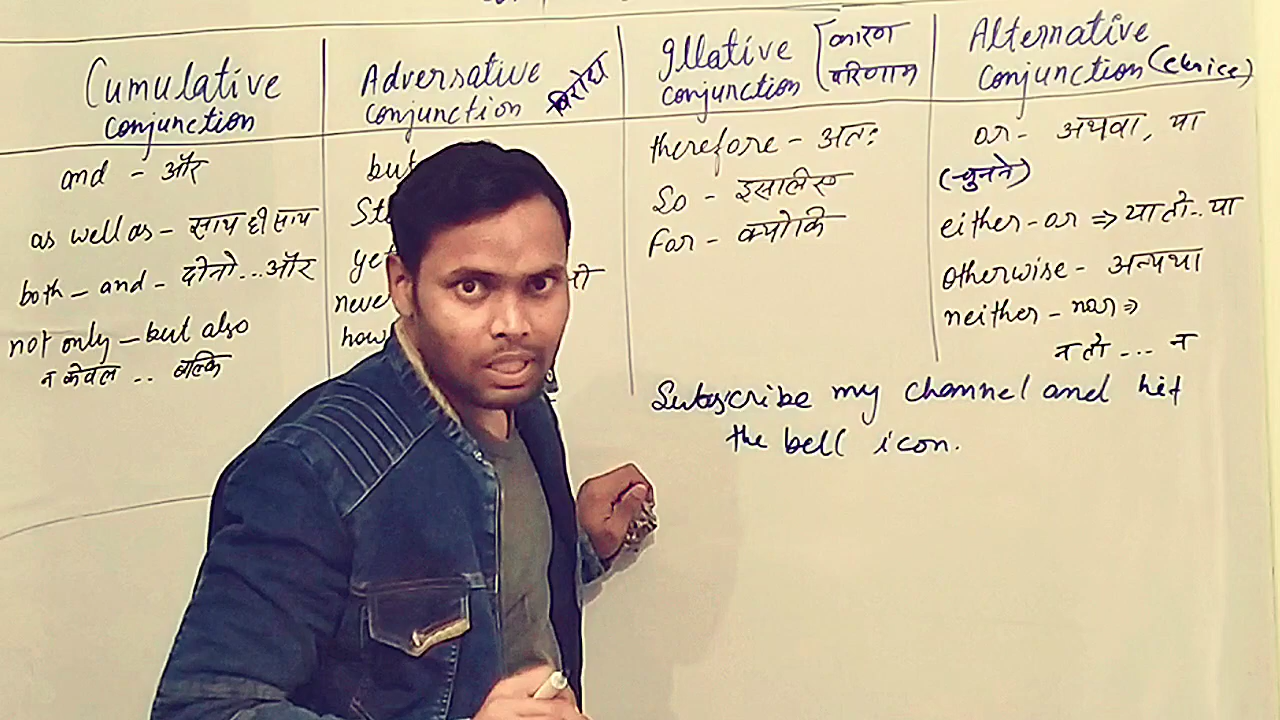 Cumulative
conjunction
and - और
as well as - साथ ही साथ
both - and - दोनो...और
not only - but also
न केवल .. बल्कि
Adversative
conjunction विरोध
but
yet
Illative
conjunction
कारण
परिणाम
therefore - अतः
So - इसलिए
For - क्योकि
Alternative
conjunction (choice)
or - अथवा, या
(चुनने)
either-or ⇒ या तो..या
otherwise - अन्यथा
neither - nor ⇒
न तो ... न
Subscribe my channel and hit
the bell icon.